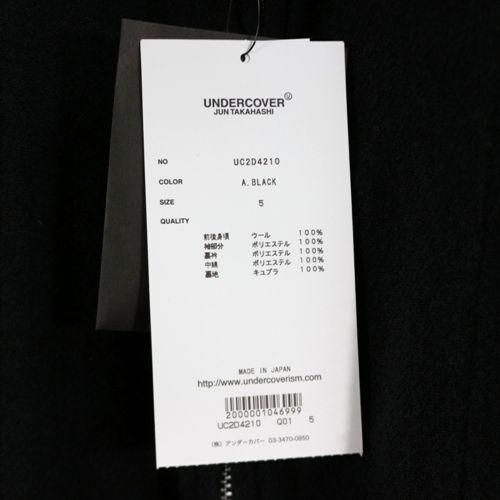 UNDERCOVER
JUN TAKAHASHI
NO UC2D4210
COLOR A.BLACK
SIZE 5
QUALITY
前後身頃 ウール 100%
袖部分 ポリエステル 100%
裏衿 ポリエステル 100%
中綿 ポリエステル 100%
裏地 キュプラ 100%
MADE IN JAPAN
http://www.undercoverism.com
2000001046999
UC2D4210 Q01 5
(株) アンダーカバー 03-3470-0850